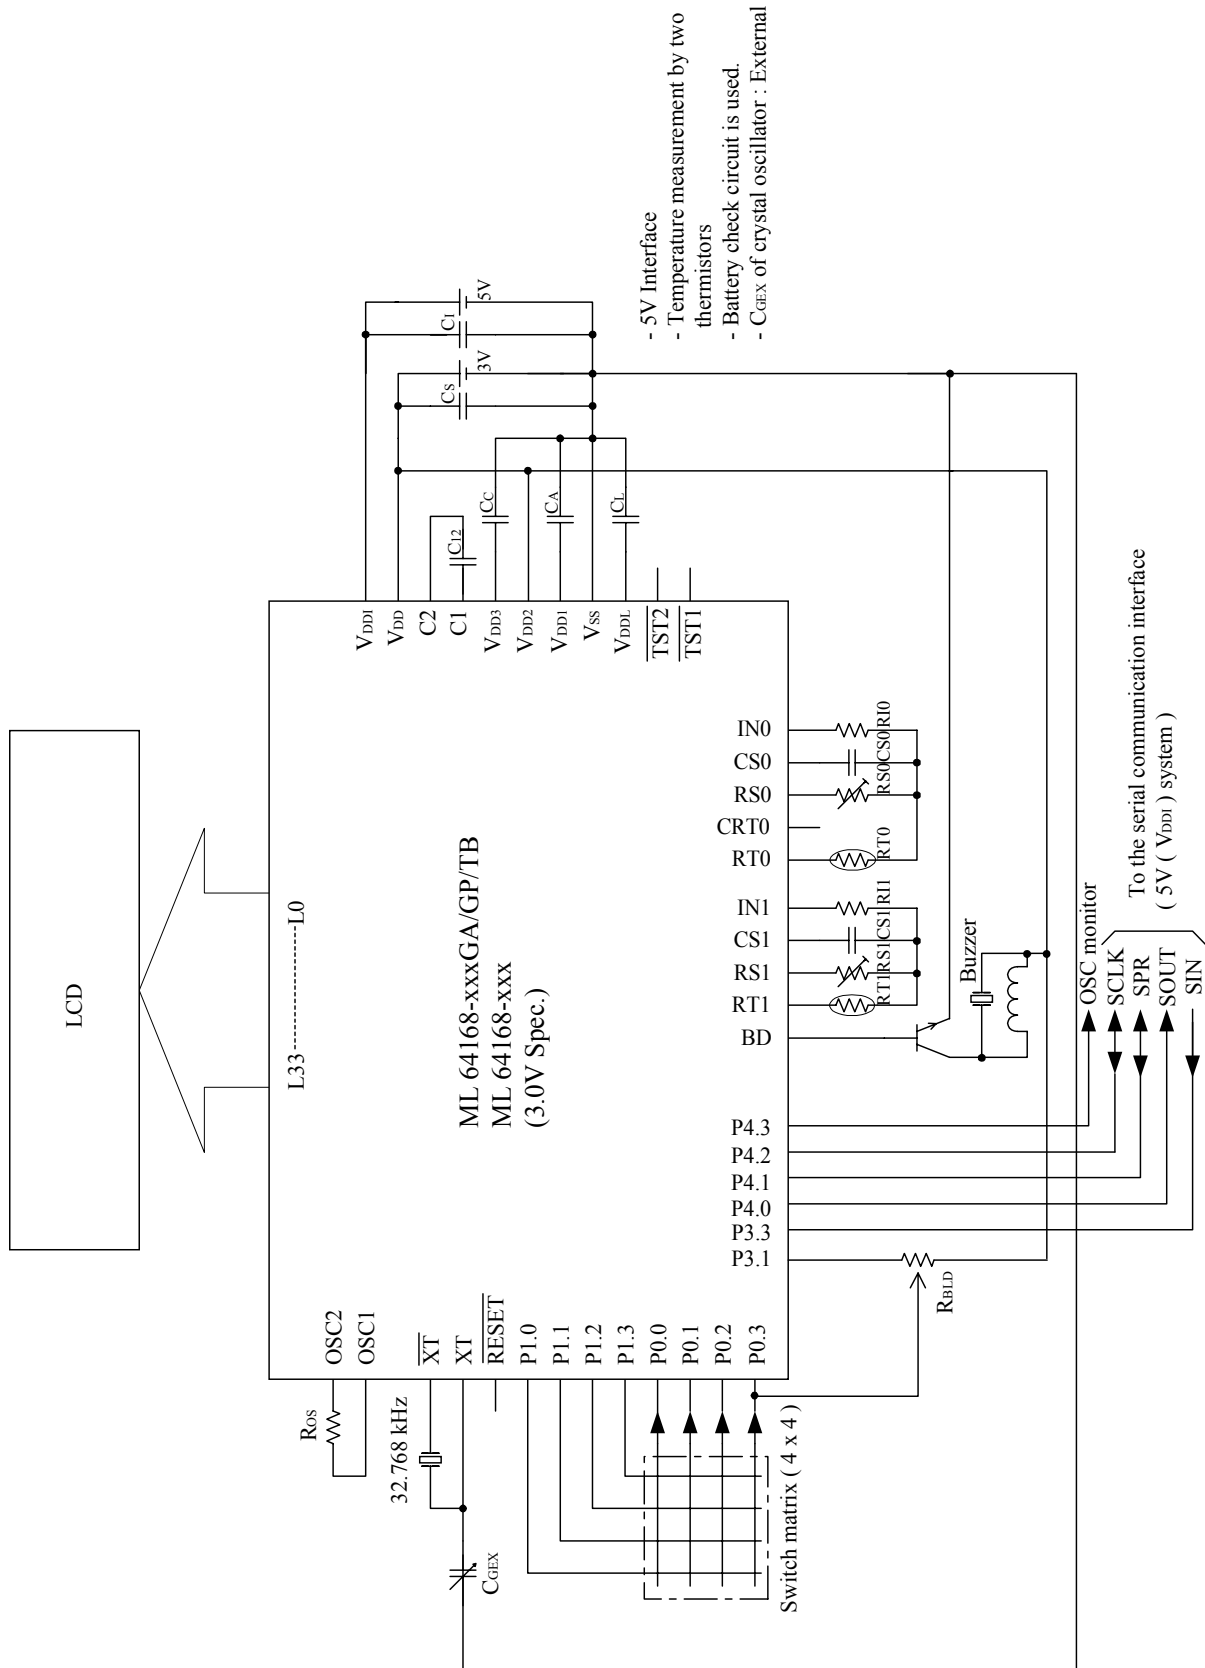 LCD
L33
L0
ML 64168-xxxGA/GP/TB
ML 64168-xxx
(3.0V Spec.)
OSC2
OSC1
XT
XT
RESET
P1.0
P1.1
P1.2
P1.3
P0.0
P0.1
P0.2
P0.3
ROS
32.768 kHz
CGEX
Switch matrix ( 4 x 4 )
VDDI
VDD
C2
C1
VDD3
VDD2
VDD1
VSS
VDDL
TST2
TST1
C12
CC
CA
CL
CS
3V
CI
5V
P3.1
P3.3
P4.0
P4.1
P4.2
P4.3
BD
RT1
RS1
CS1
IN1
RT0
CRT0
RS0
CS0
IN0
RBLD
RT1
RS1
CS1
RI1
RT0
RS0
CS0
RI0
Buzzer
OSC monitor
SCLK
SPR
SOUT
SIN
To the serial communication interface
( 5V ( VDDI ) system )
- 5V Interface
- Temperature measurement by two
thermistors
- Battery check circuit is used.
- CGEX of crystal oscillator : External